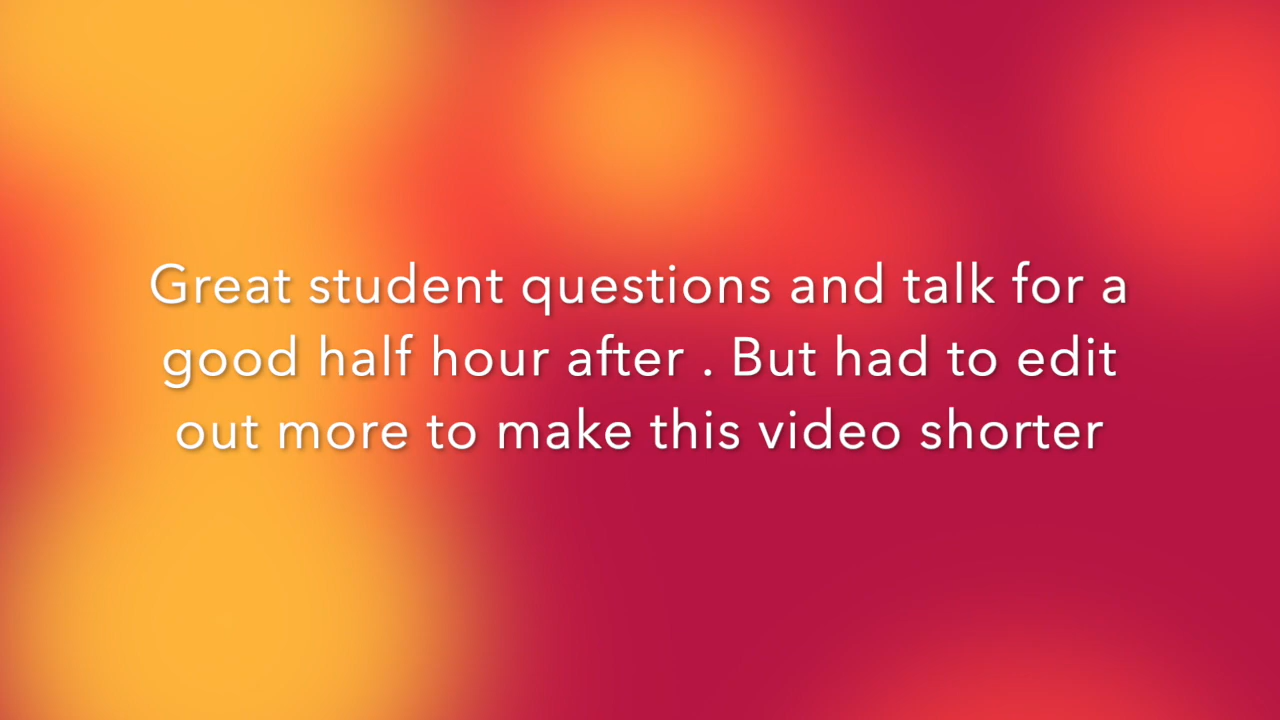 Great student questions and talk for a
good half hour after . But had to edit
out more to make this video shorter